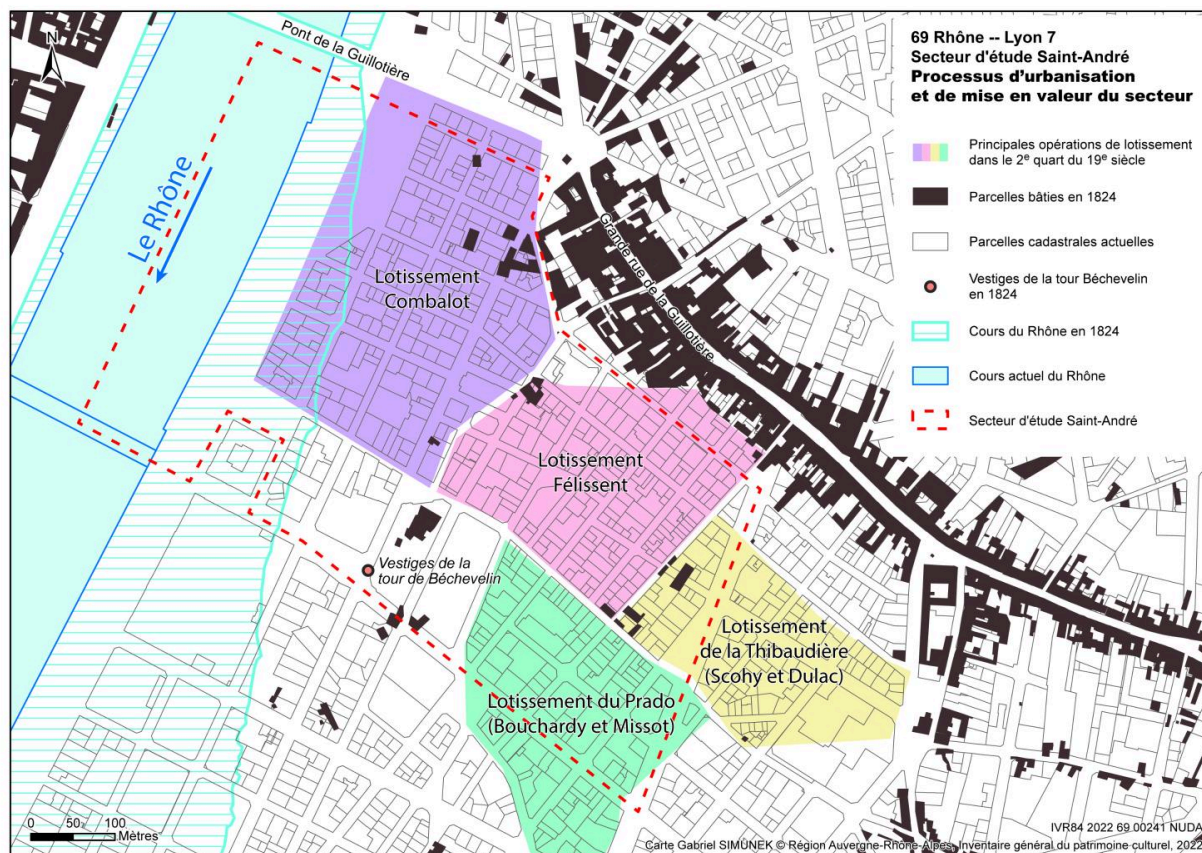 N
Pont de la Guillotière
69 Rhône -- Lyon 7
Secteur d'étude Saint-André
Processus d'urbanisation
et de mise en valeur du secteur
Principales opérations de lotissement
dans le 2e quart du 19e siècle
Parcelles bâties en 1824
Parcelles cadastrales actuelles
Vestiges de la tour Béchevelin
en 1824
Cours du Rhône en 1824
Cours actuel du Rhône
Secteur d'étude Saint-André
Le Rhône
Grande rue de la Guillotière
Lotissement
Combalot
Lotissement
Félissent
Vestiges de la
tour de Béchevelin
Lotissement
de la Thibaudière
(Scohy et Dulac)
Lotissement du Prado
(Bouchardy et Missot)
0 50 100
Mètres
IVR84 2022 69 00241 NUDA
Carte Gabriel SIMÙNEK © Région Auvergne-Rhône-Alpes, Inventaire général du patrimoine culturel, 2022